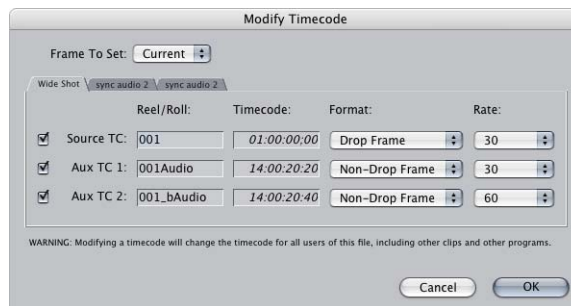 Modify Timecode
Frame To Set: Current
Wide Shot sync audio 2 sync audio 2
Reel/Roll: Timecode: Format: Rate:
Source TC: 001 01:00:00;00 Drop Frame 30
Aux TC 1: 001Audio 14:00:20:20 Non-Drop Frame 30
Aux TC 2: 001_bAudio 14:00:20:40 Non-Drop Frame 60
WARNING: Modifying a timecode will change the timecode for all users of this file, including other clips and other programs.
Cancel OK